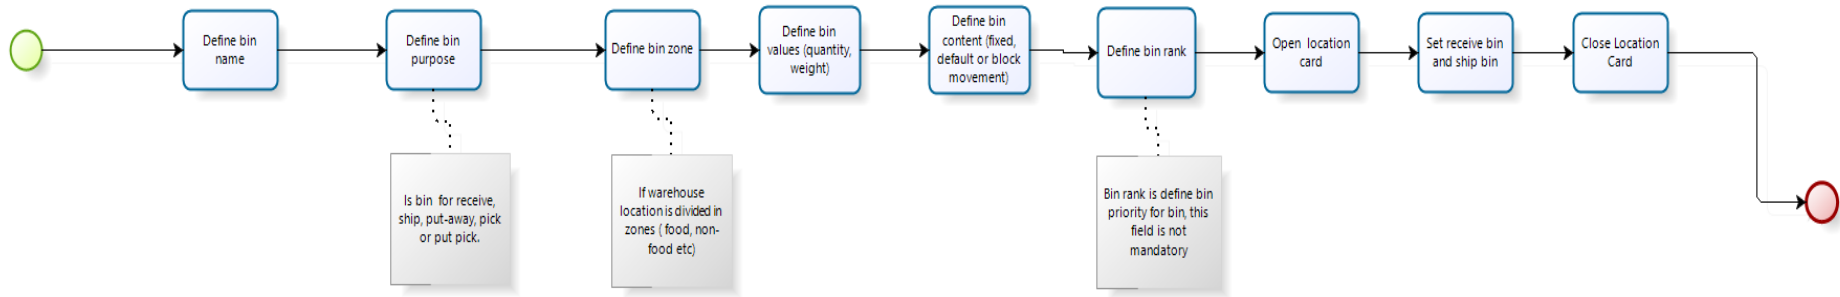 Define bin
name
Define bin
purpose
Define bin zone
Define bin
values (quantity,
weight)
Define bin
content (fixed,
default or block
movement)
Define bin rank
Open location
card
Set receive bin
and ship bin
Close Location
Card
Is bin for receive,
ship, put-away, pick
or put pick.
If warehouse
location is divided in
zones ( food, non-
food etc)
Bin rank is define bin
priority for bin, this
field is not
mandatory